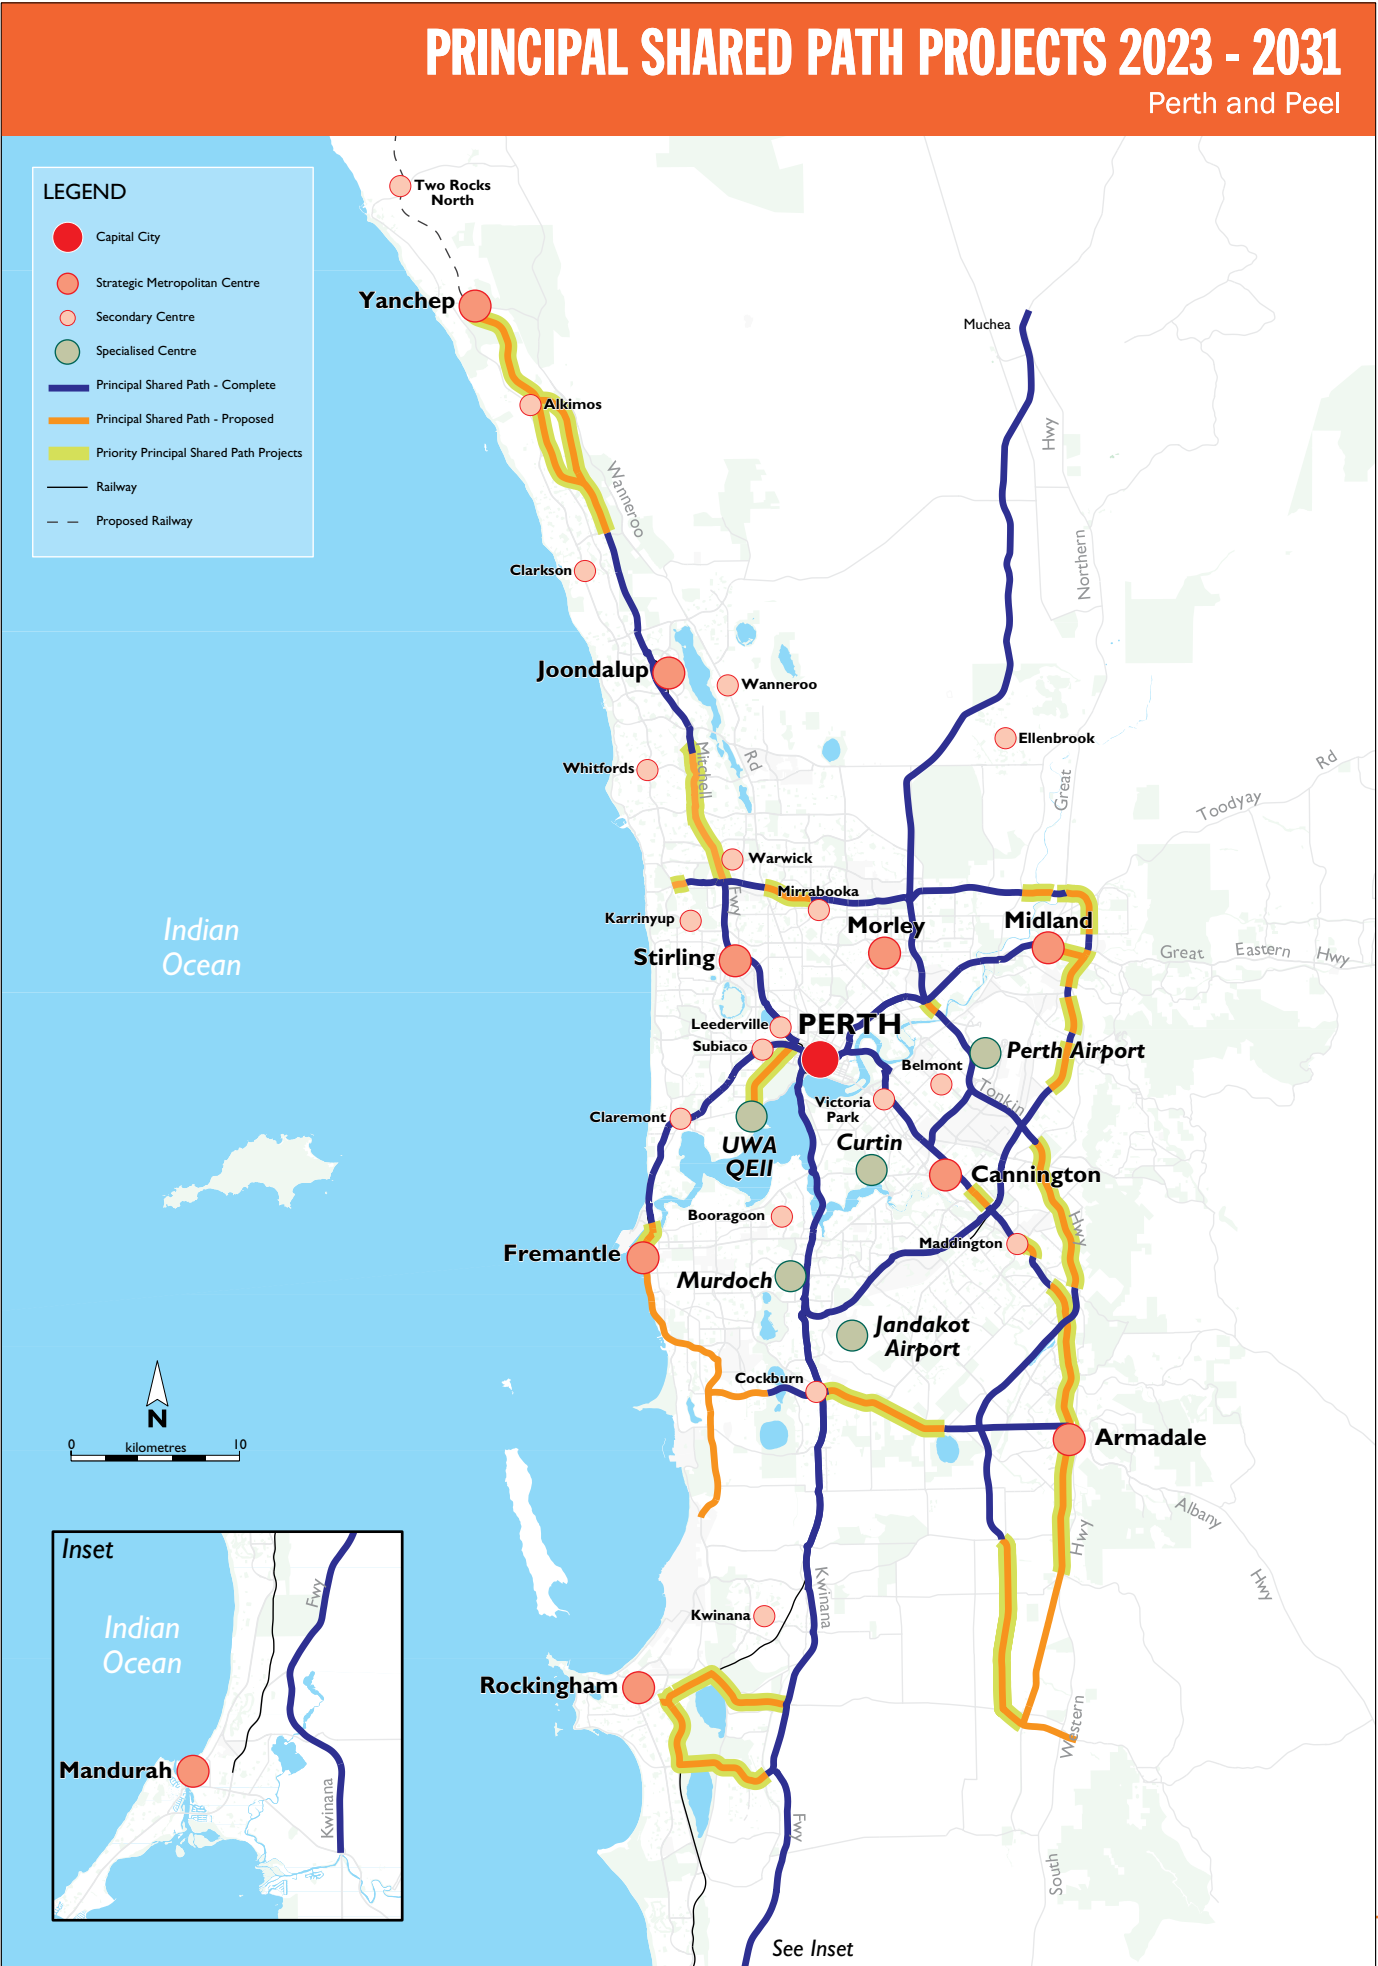 PRINCIPAL SHARED PATH PROJECTS 2023 - 2031
Perth and Peel
LEGEND
Capital City
Strategic Metropolitan Centre
Secondary Centre
Specialised Centre
Principal Shared Path - Complete
Principal Shared Path - Proposed
Priority Principal Shared Path Projects
Railway
Proposed Railway
Two Rocks
North
Yanchep
Muchea
Alkimos
Hwy
Wanneroo
Northern
Clarkson
Joondalup
Wanneroo
Ellenbrook
Whitfords
Mitchell
Rd
Great
Toodyay
Rd
Warwick
Mirrabooka
Fwy
Karrinyup
Morley
Midland
Indian
Ocean
Stirling
Great
Eastern
Hwy
Leederville
PERTH
Subiaco
Perth Airport
Belmont
Tonkin
Victoria
Park
Claremont
UWA
QEII
Curtin
Cannington
Booragoon
Hwy
Maddington
Fremantle
Murdoch
Jandakot
Airport
Cockburn
N
0
kilometres
10
Armadale
Albany
Hwy
Hwy
Kwinana
Kwinana
Rockingham
Western
Fwy
South
See Inset
Inset
Fwy
Indian
Ocean
Mandurah
Kwinana